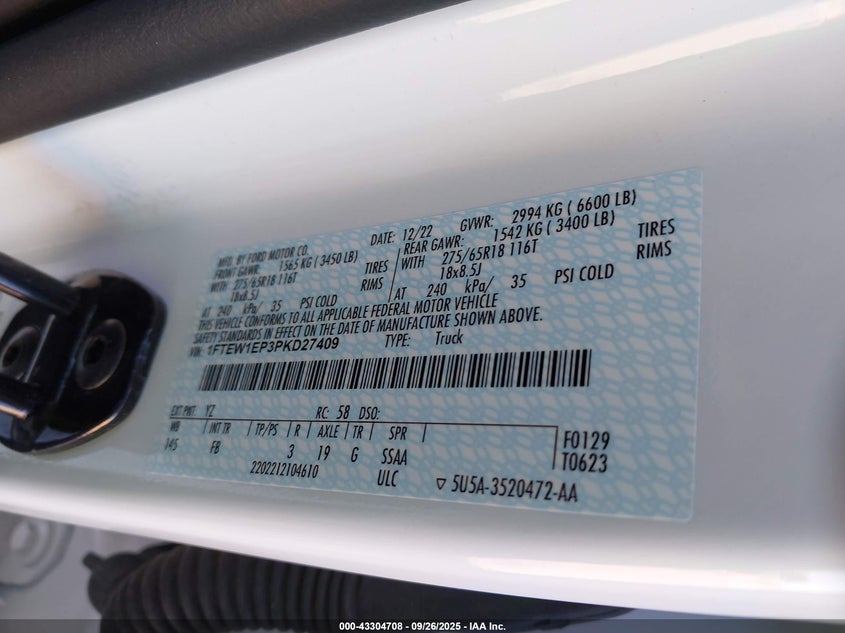 MFD. BY FORD MOTOR CO. DATE: 12/22 GVWR: 2994 KG ( 6600 LB)
FRONT GAWR: 1565 KG ( 3450 LB) REAR GAWR: 1542 KG ( 3400 LB)
WITH 275/65R18 116T TIRES WITH 275/65R18 116T TIRES
18x8.5J RIMS 18x8.5J RIMS
AT 240 kPa/ 35 PSI COLD AT 240 kPa/ 35 PSI COLD
THIS VEHICLE CONFORMS TO ALL APPLICABLE FEDERAL MOTOR VEHICLE
SAFETY STANDARDS IN EFFECT ON THE DATE OF MANUFACTURE SHOWN ABOVE.
VIN: 1FTEW1EP3PKD27409 TYPE: Truck
EXT PNT: YZ RC: 58 DSO:
WB INT TR TP/PS R AXLE TR SPR F0129
145 FB 3 19 G SSAA T0623
2202212104610 ULC ▽ 5U5A-3520472-AA
000-43304708 - 09/26/2025 - IAA Inc.